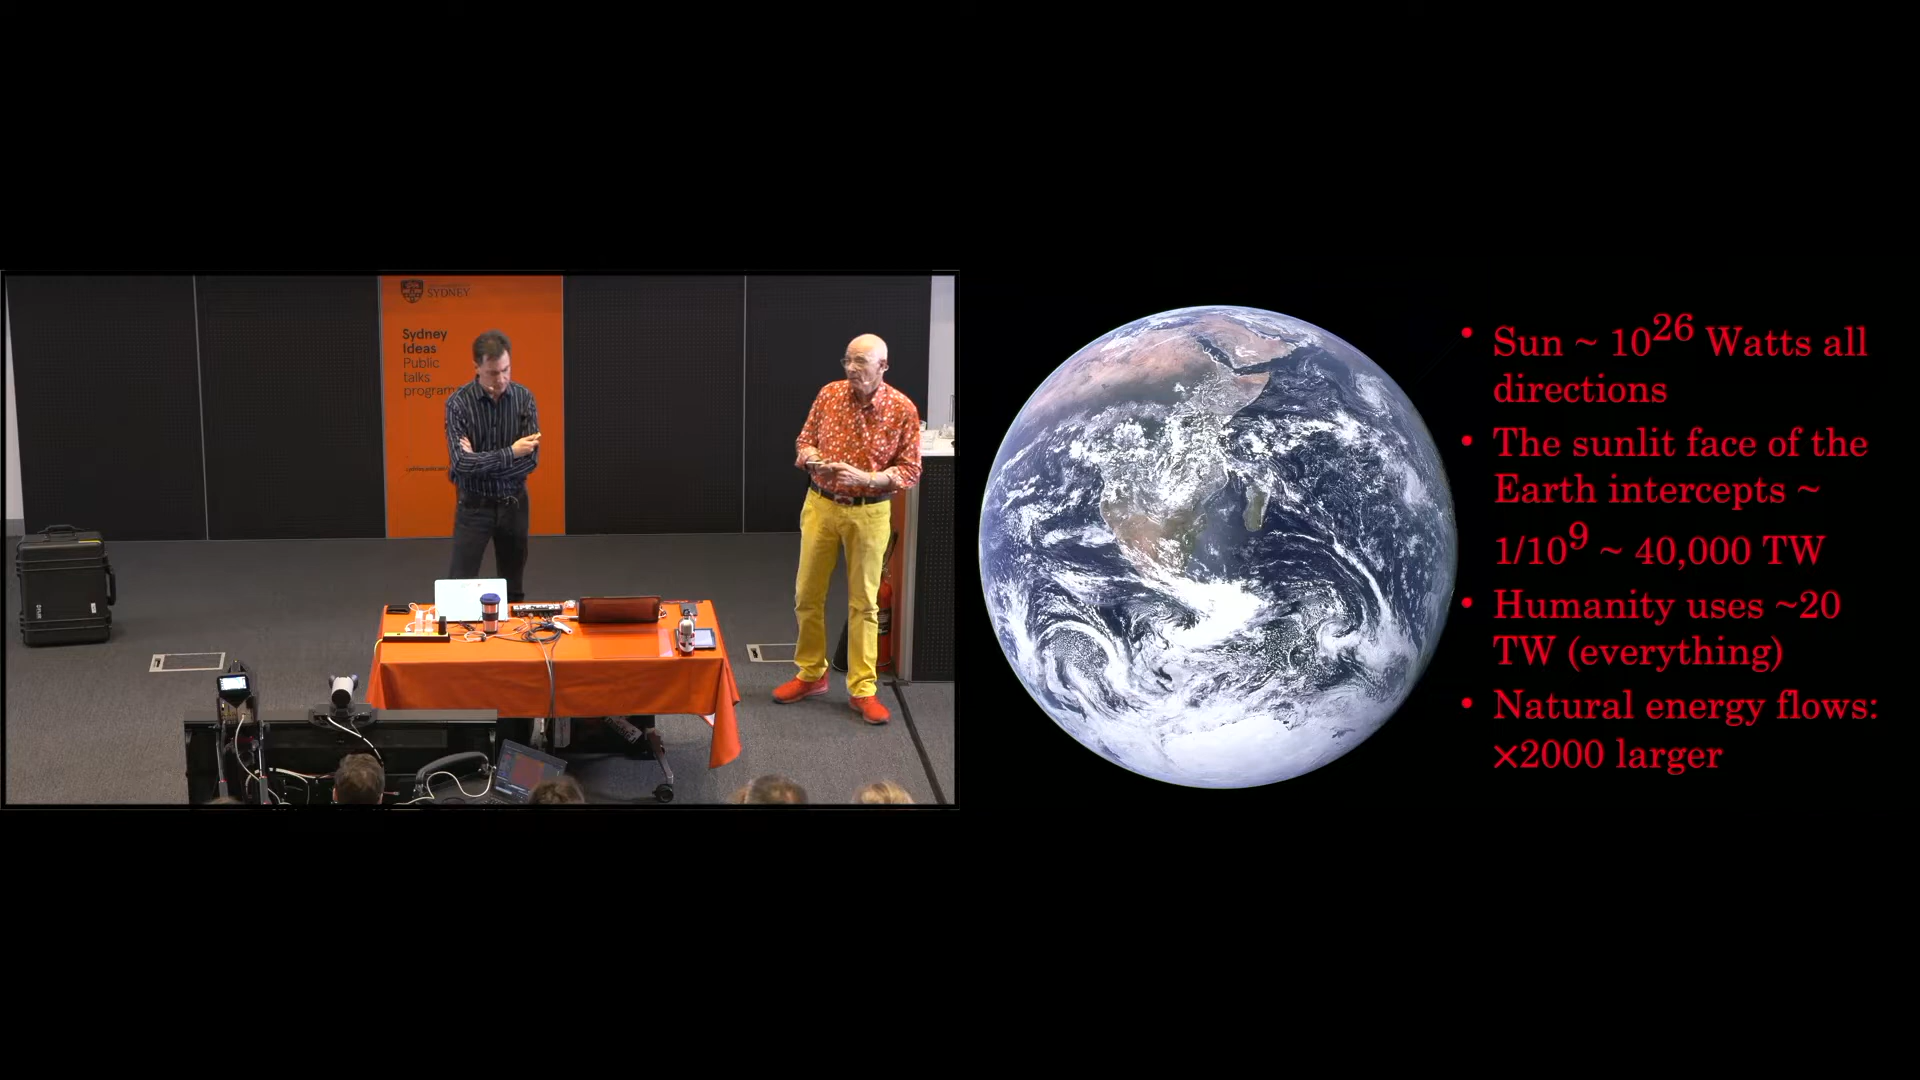 SYDNEY
Sydney
Ideas
Public
talks
program
• Sun ~ 10²⁶ Watts all
directions
• The sunlit face of the
Earth intercepts ~
1/10⁹ ~ 40,000 TW
• Humanity uses ~20
TW (everything)
• Natural energy flows:
×2000 larger